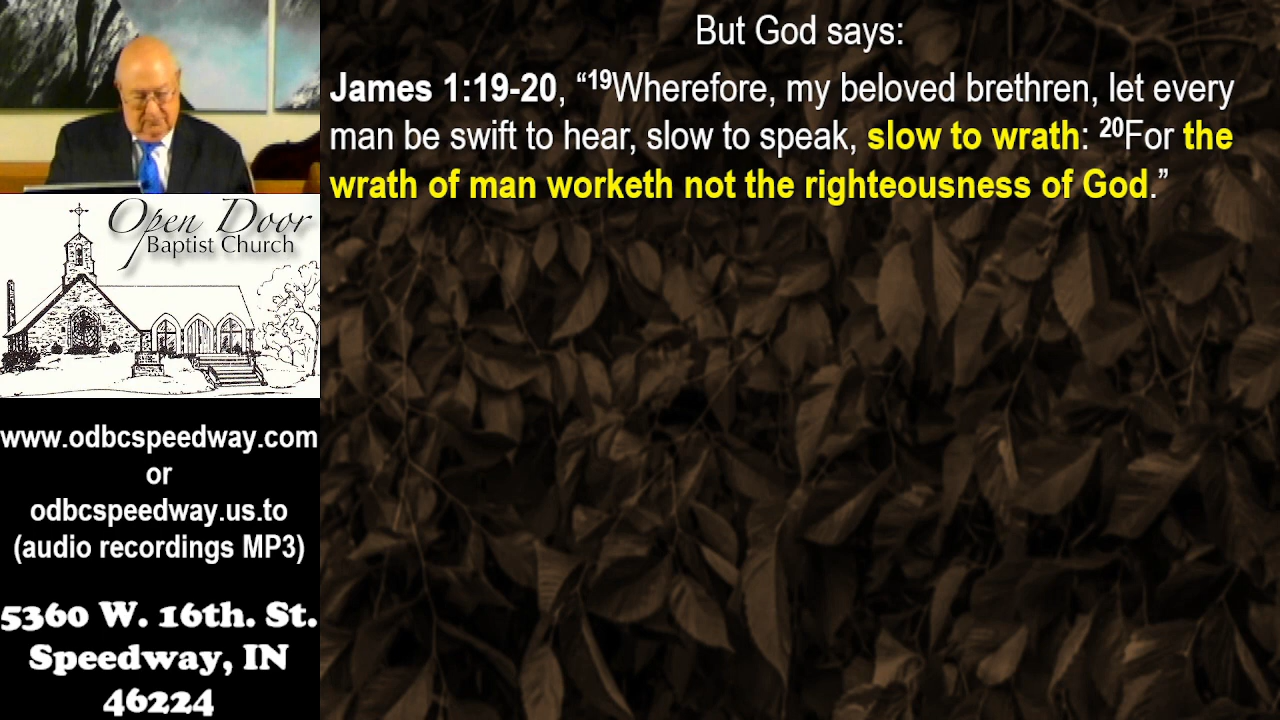 But God says:
James 1:19-20, “19Wherefore, my beloved brethren, let every
man be swift to hear, slow to speak, slow to wrath: 20For the
wrath of man worketh not the righteousness of God.”
Open Door
Baptist Church
www.odbcspeedway.com
or
odbcspeedway.us.to
(audio recordings MP3)
5360 W. 16th. St.
Speedway, IN
46224